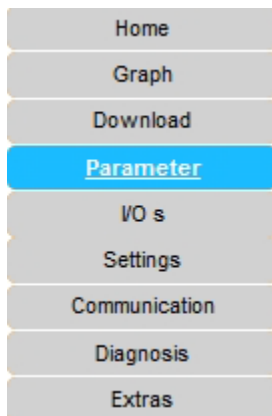 Home
Graph
Download
Parameter
I/O s
Settings
Communication
Diagnosis
Extras